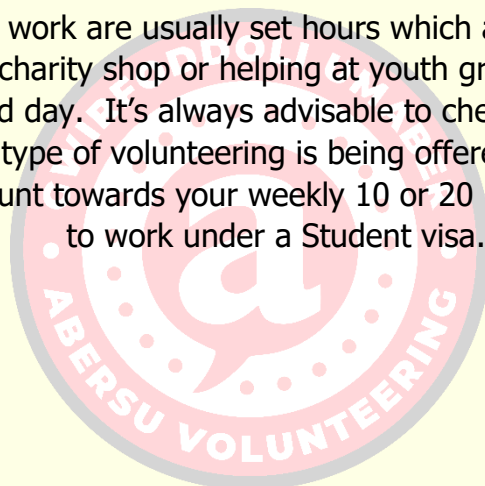 work are usually set hours which a
charity shop or helping at youth gr
d day. It’s always advisable to che
type of volunteering is being offere
unt towards your weekly 10 or 20
to work under a Student visa.
GWIRFODDOLI UMABER
a
ABERSU VOLUNTEERING